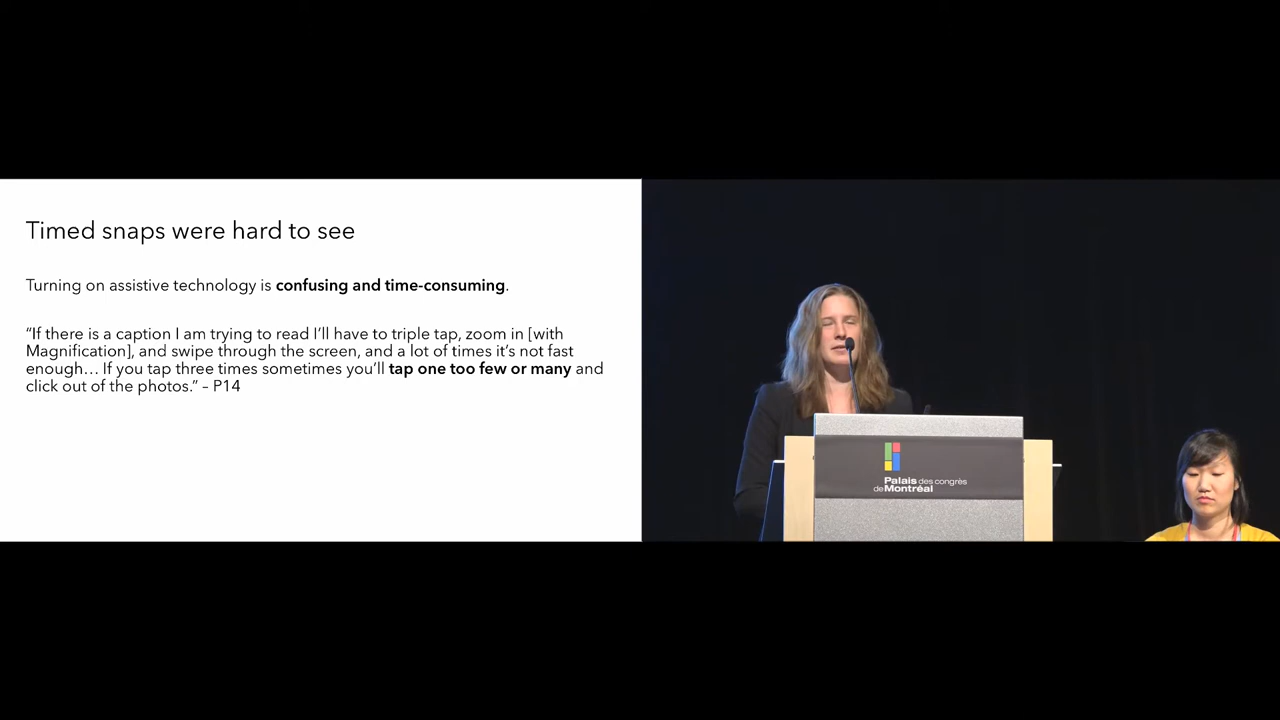 Timed snaps were hard to see
Turning on assistive technology is confusing and time-consuming.
“If there is a caption I am trying to read I’ll have to triple tap, zoom in [with
Magnification], and swipe through the screen, and a lot of times it’s not fast
enough… If you tap three times sometimes you’ll tap one too few or many and
click out of the photos.” – P14
Palais des congrès
de Montréal